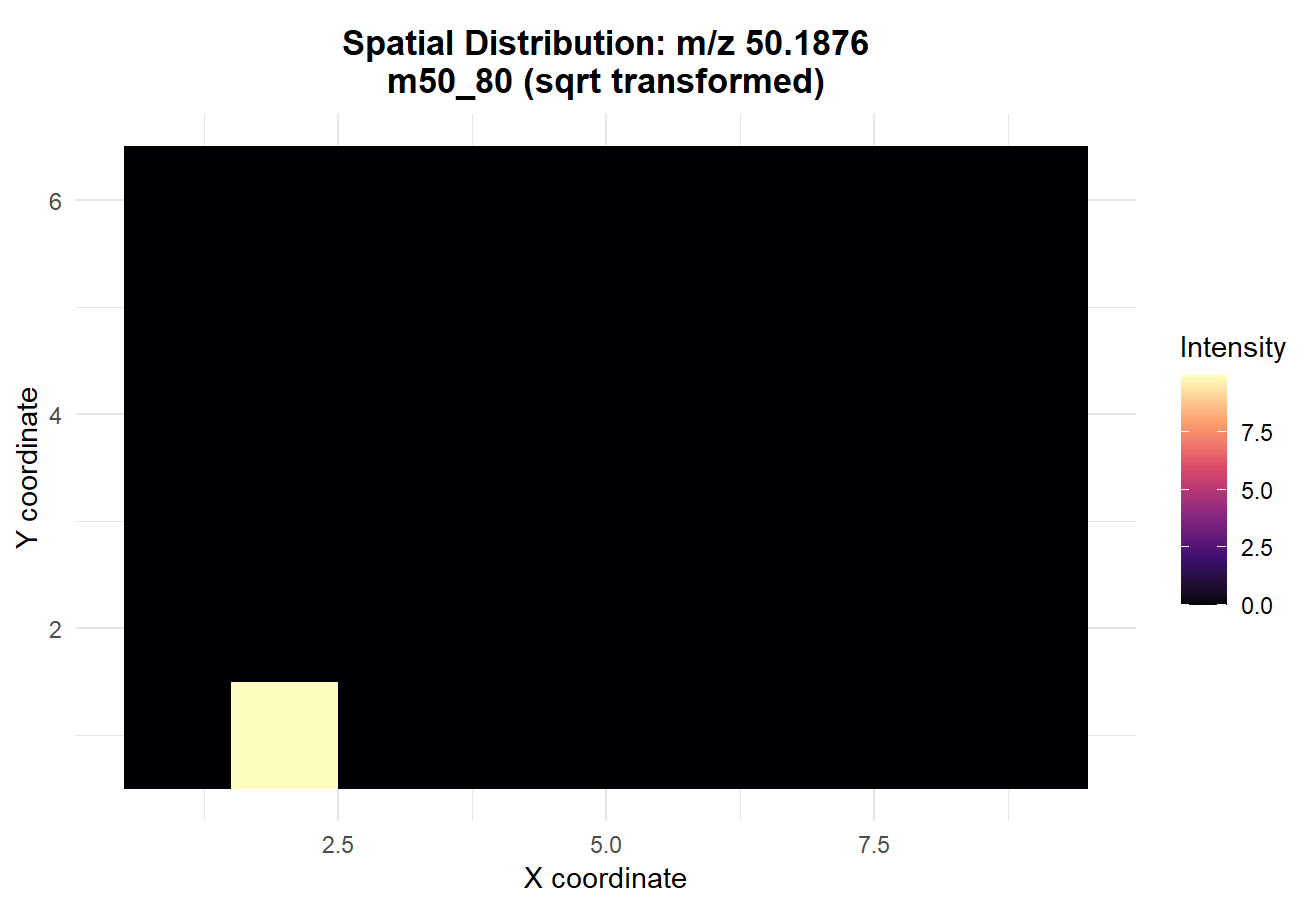 Spatial Distribution: m/z 50.1876
m50_80 (sqrt transformed)
6
4
2
Y coordinate
2.5
5.0
7.5
X coordinate
Intensity
7.5
5.0
2.5
0.0